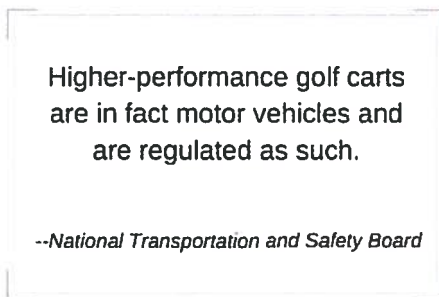 Higher-performance golf carts
are in fact motor vehicles and
are regulated as such.
--National Transportation and Safety Board